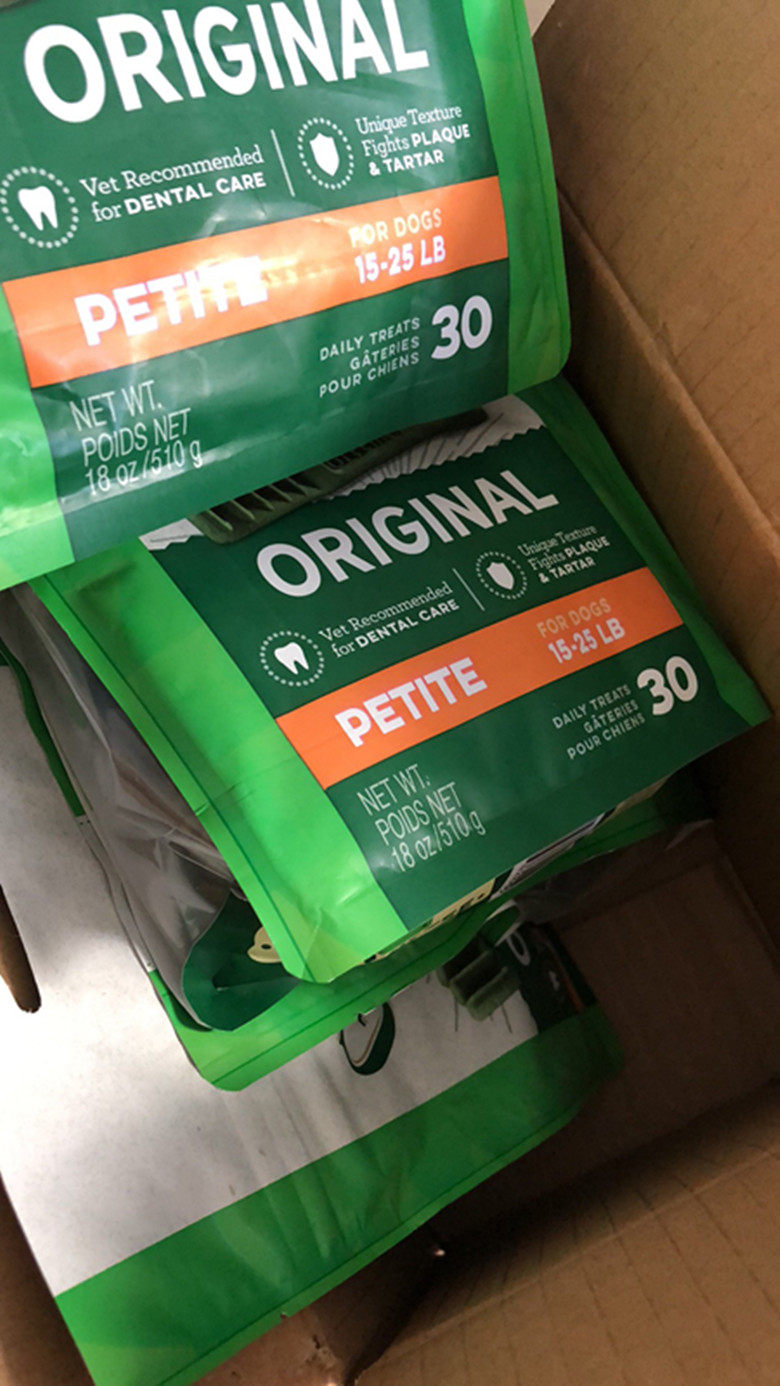 ORIGINAL
Vet Recommended
for DENTAL CARE
Unique Texture
Fights PLAQUE
& TARTAR
PETITE
FOR DOGS
15-25 LB
DAILY TREATS
GÂTERIES
POUR CHIENS
30
NET WT.
POIDS NET
18 oz/510 g
ORIGINAL
Vet Recommended
for DENTAL CARE
Unique Texture
Fights PLAQUE
& TARTAR
PETITE
FOR DOGS
15-25 LB
DAILY TREATS
GÂTERIES
POUR CHIENS
30
NET WT.
POIDS NET
18 oz/510 g